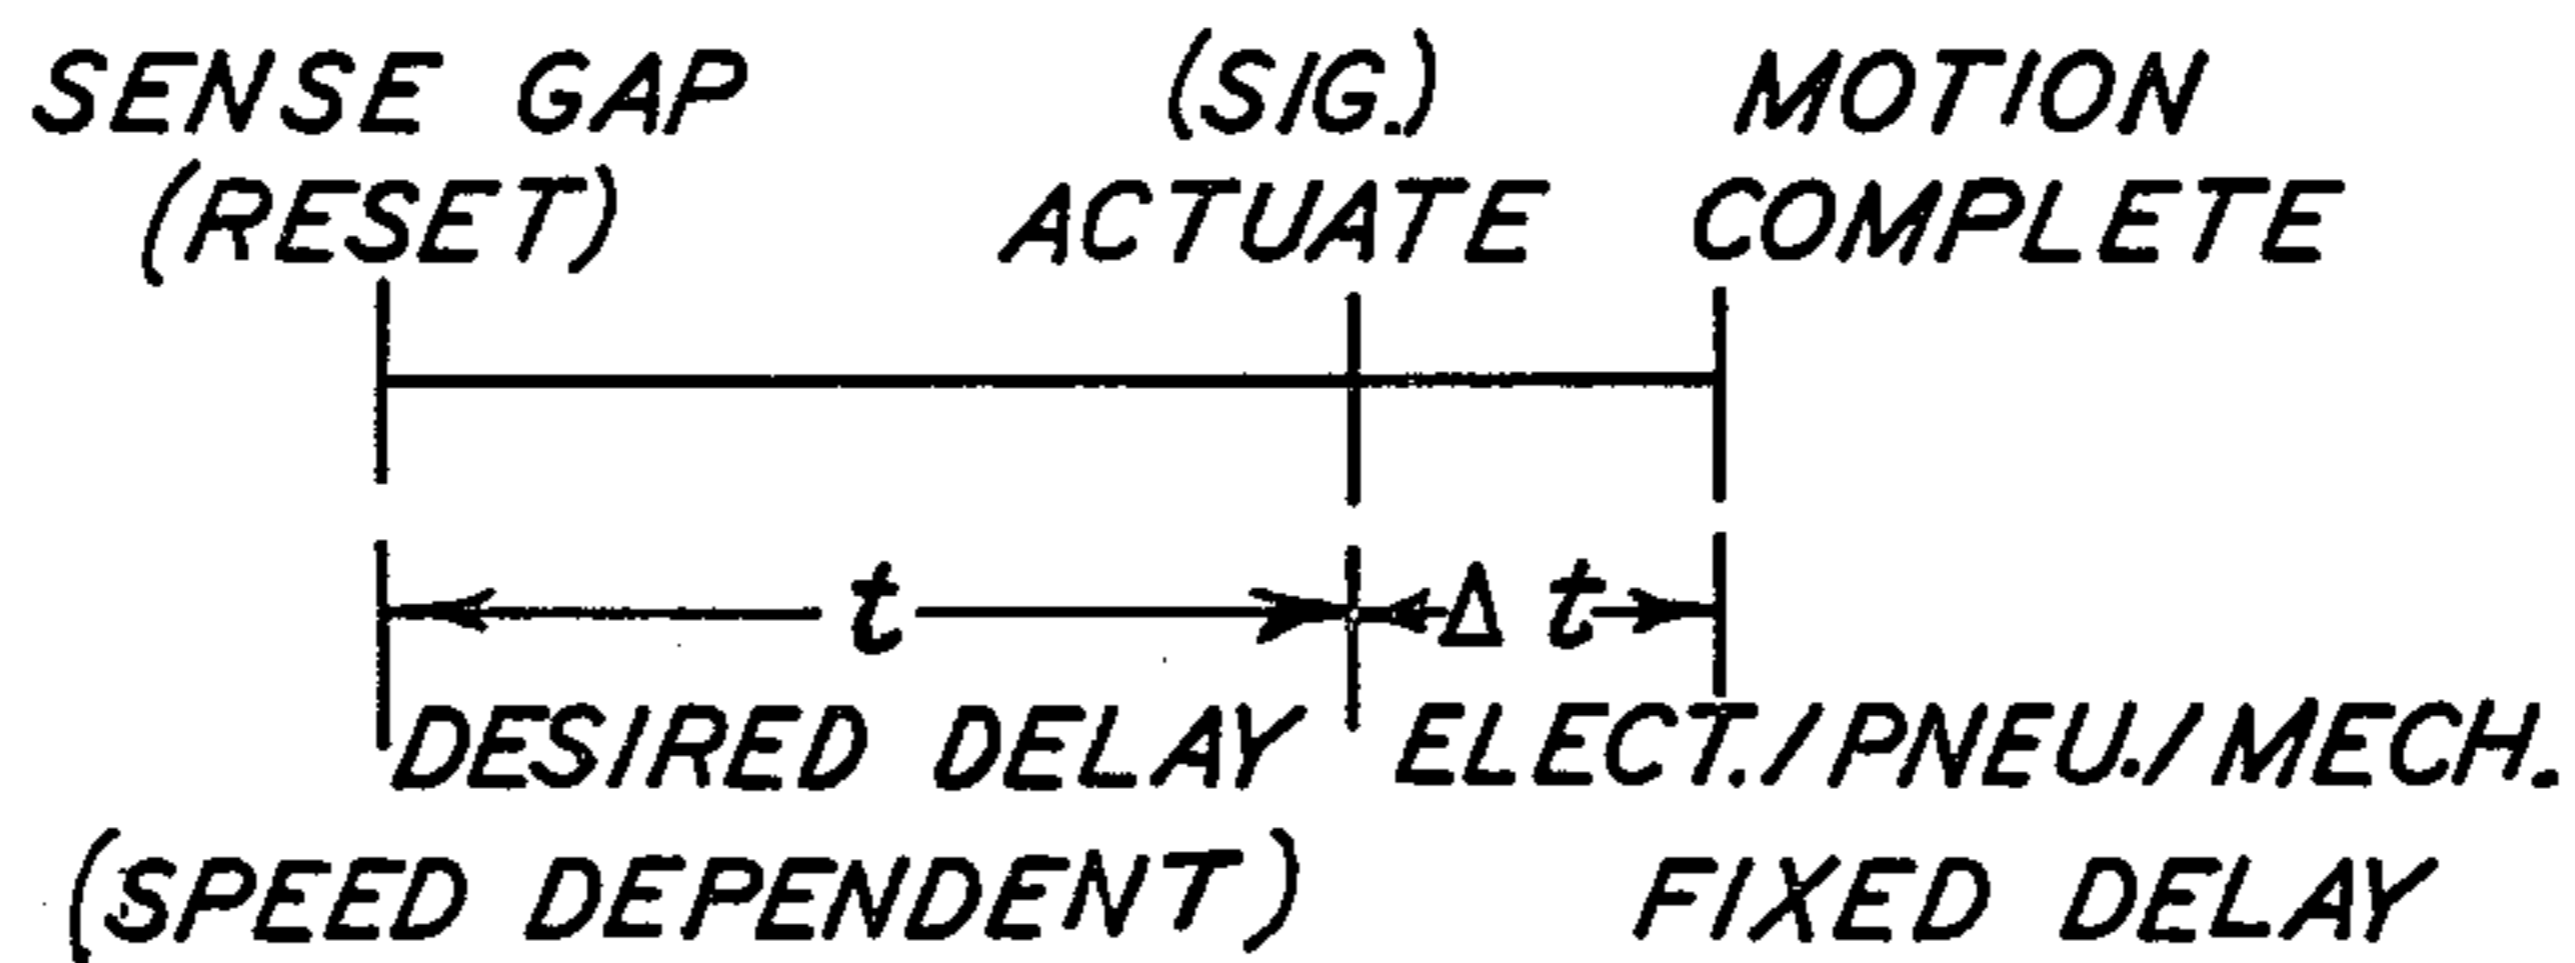 SENSE GAP
(RESET)
(SIG.)
ACTUATE
MOTION
COMPLETE
t
Δ t
DESIRED DELAY
(SPEED DEPENDENT)
ELECT./PNEU./MECH.
FIXED DELAY